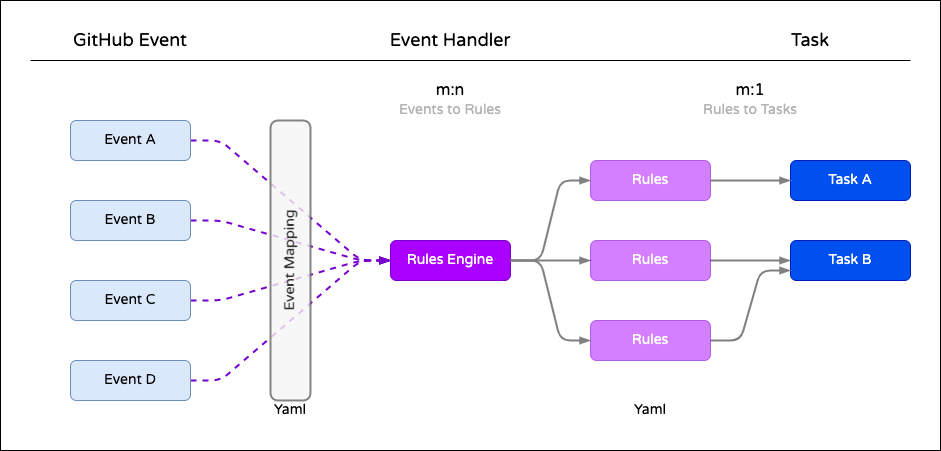 GitHub Event
Event Handler
Task
m:n
Events to Rules
m:1
Rules to Tasks
Event A
Event B
Event C
Event D
Event Mapping
Yaml
Rules Engine
Rules
Rules
Rules
Yaml
Task A
Task B